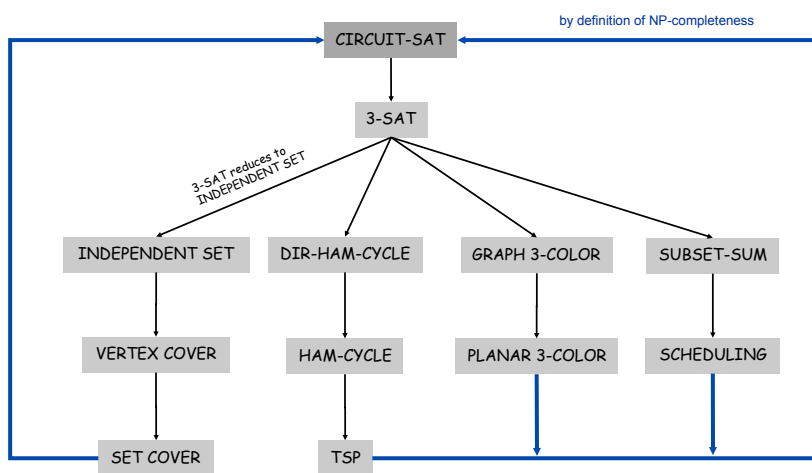 by definition of NP-completeness
CIRCUIT-SAT
3-SAT
3-SAT reduces to
INDEPENDENT SET
INDEPENDENT SET
DIR-HAM-CYCLE
GRAPH 3-COLOR
SUBSET-SUM
VERTEX COVER
HAM-CYCLE
PLANAR 3-COLOR
SCHEDULING
SET COVER
TSP